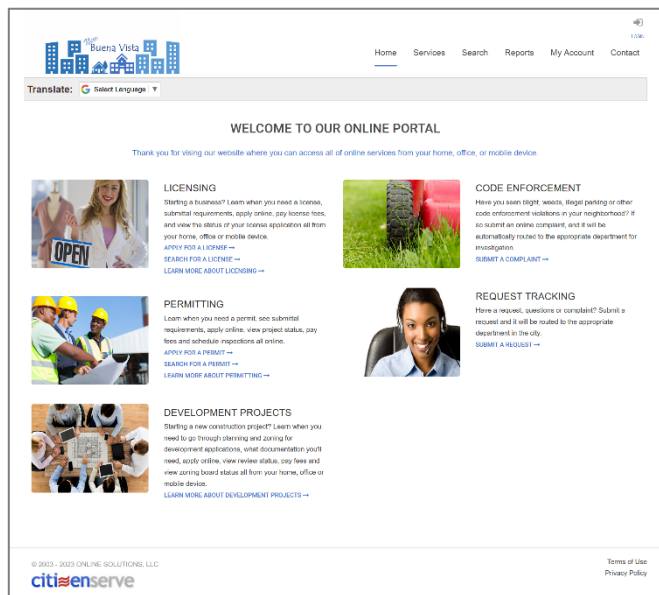 Buena Vista
Home Services Search Reports My Account Contact
Translate: Select Language ▼
WELCOME TO OUR ONLINE PORTAL
Thank you for vising our website where you can access all of online services from your home, office, or mobile device.
LICENSING
Starting a business? Learn when you need a license,
submittal requirements, apply online, pay license fees,
and view the status of your license application all from
your home, office or mobile device.
APPLY FOR A LICENSE →
SEARCH FOR A LICENSE →
LEARN MORE ABOUT LICENSING →
OPEN
CODE ENFORCEMENT
Have you seen blight, weeds, illegal parking or other
code enforcement violations in your neighborhood? If
so submit an online complaint, and it will be
automatically routed to the appropriate department for
investigation.
SUBMIT A COMPLAINT →
PERMITTING
Learn when you need a permit, see submittal
requirements, apply online, view project status, pay
fees and schedule inspections all online.
APPLY FOR A PERMIT →
SEARCH FOR A PERMIT →
LEARN MORE ABOUT PERMITTING →
REQUEST TRACKING
Have a request, questions or complaint? Submit a
request and it will be routed to the appropriate
department in the city.
SUBMIT A REQUEST →
DEVELOPMENT PROJECTS
Starting a new construction project? Learn when you
need to go through planning and zoning for
development applications, what documentation you'll
need, apply online, view review status, pay fees and
view zoning board status all from your home, office or
mobile device.
LEARN MORE ABOUT DEVELOPMENT PROJECTS →
© 2003 - 2023 ONLINE SOLUTIONS, LLC
citizenserve
Terms of Use
Privacy Policy